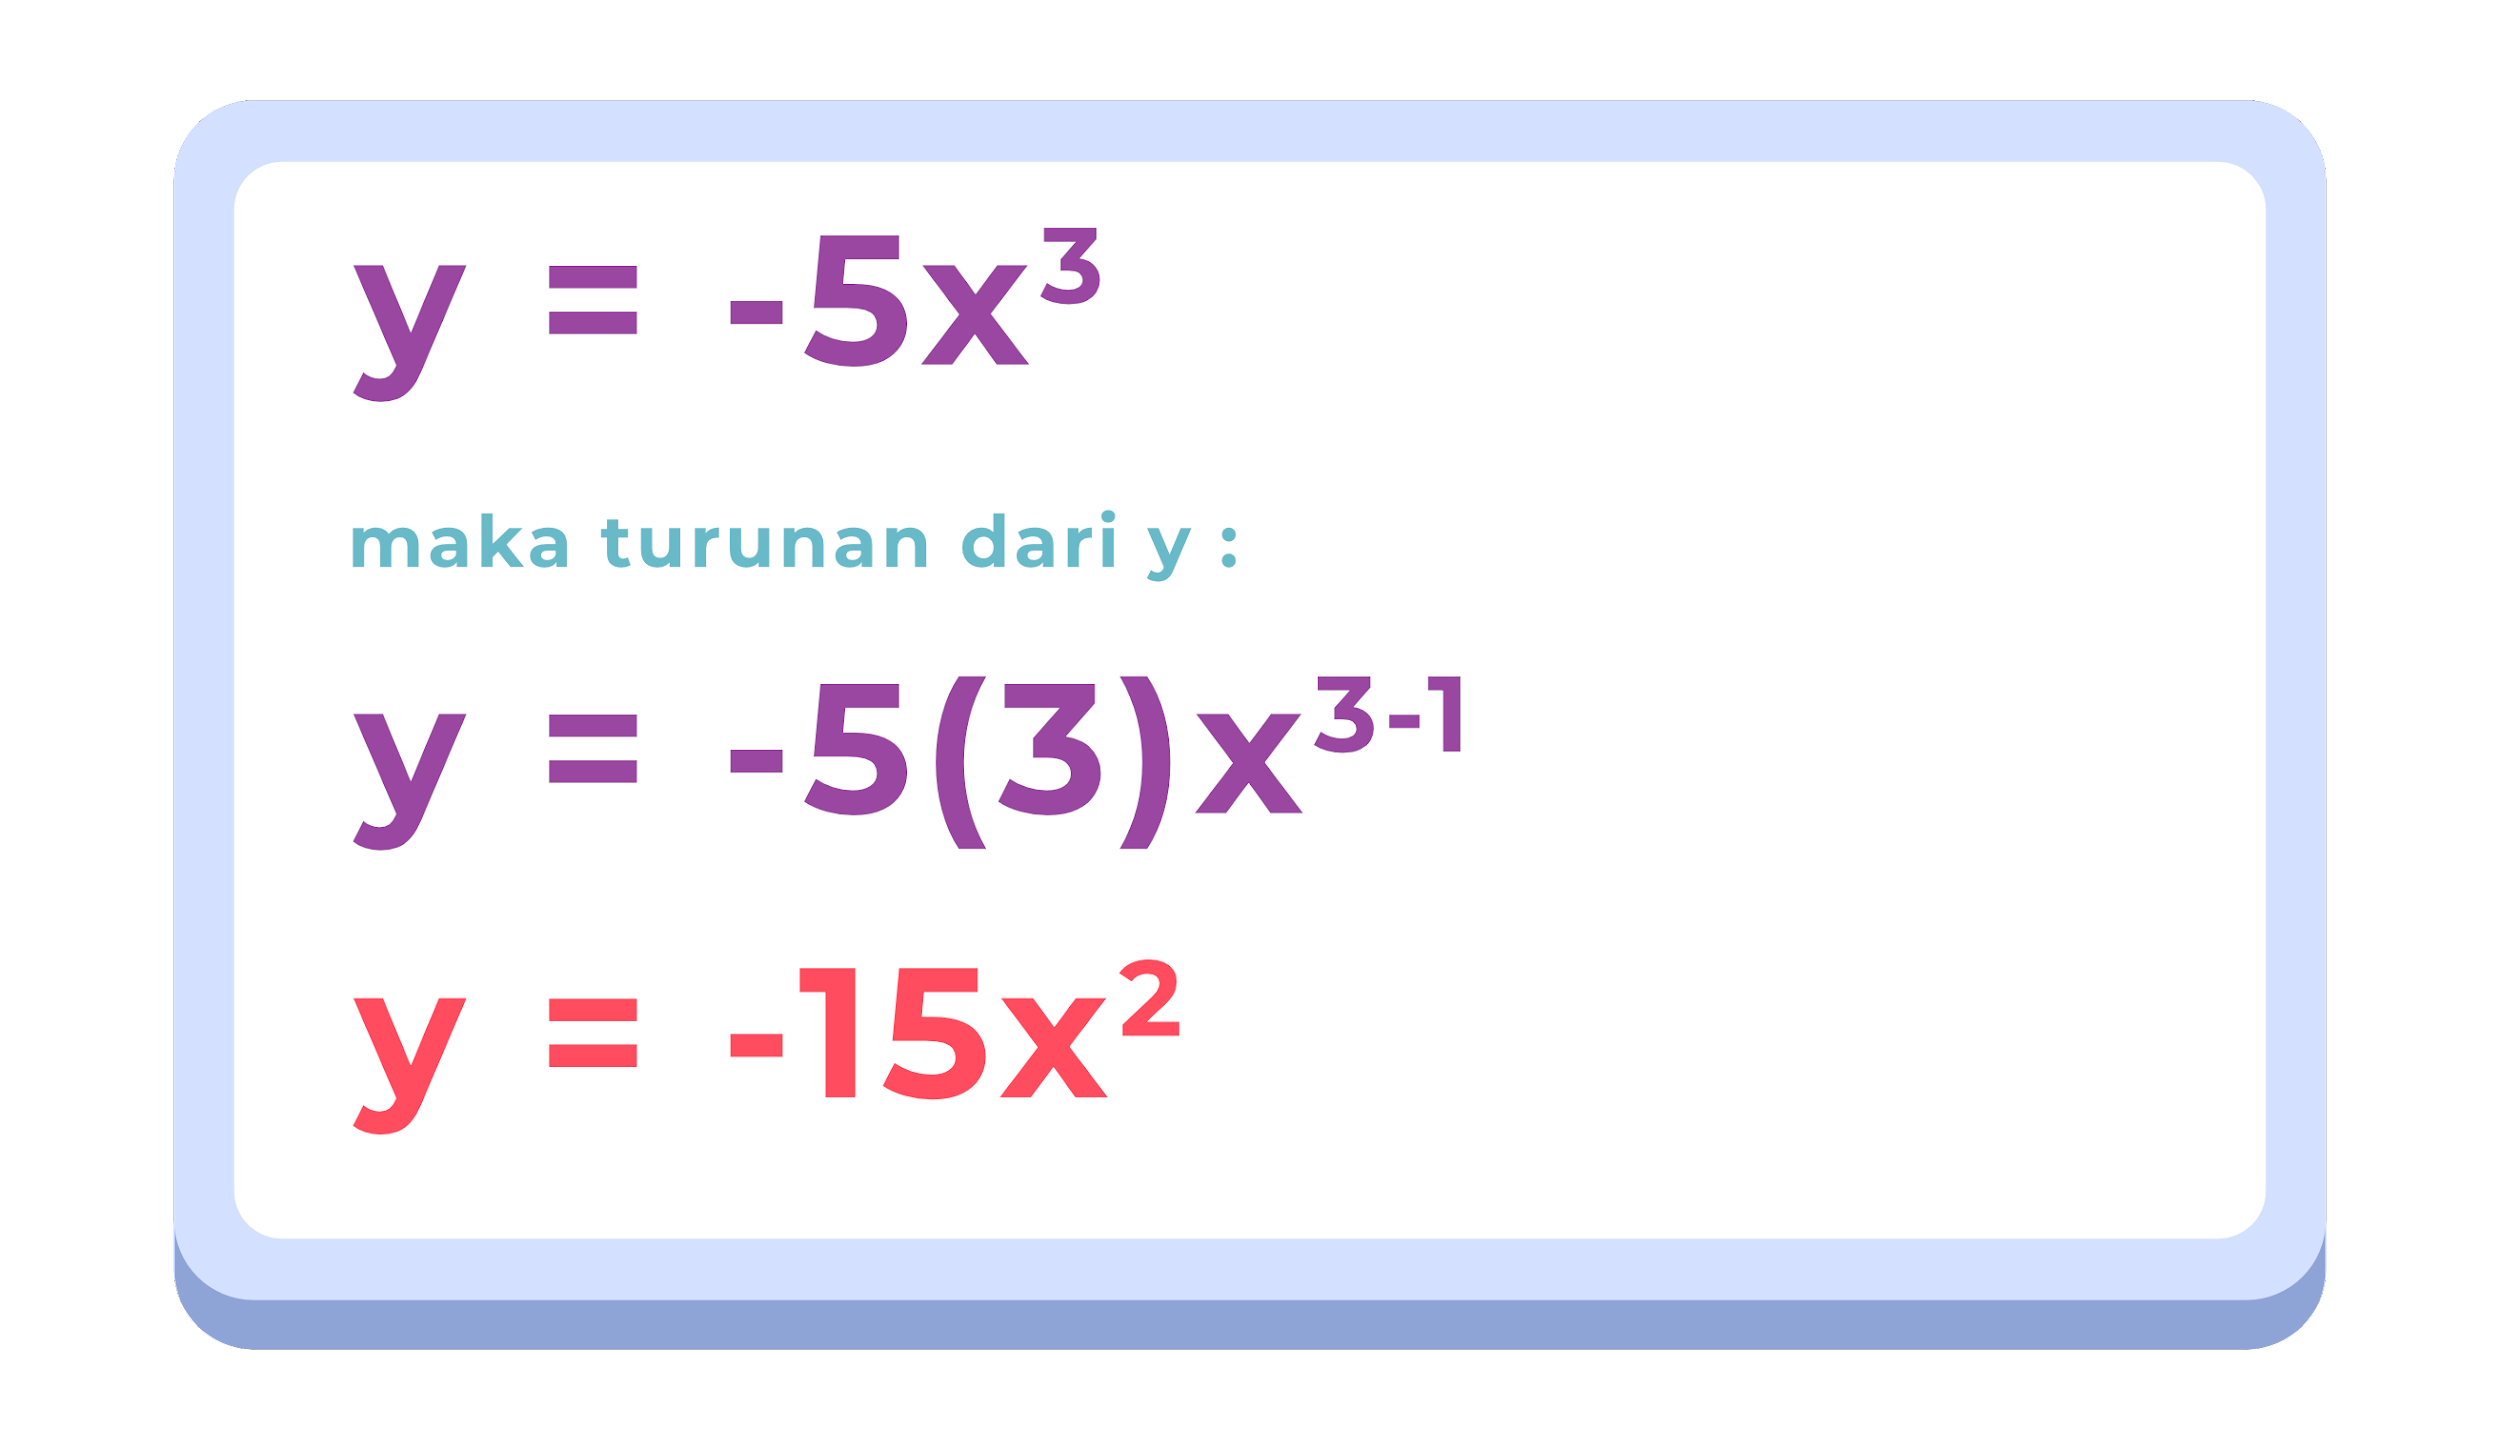 y = -5x³
maka turunan dari y :
y = -5(3)x³⁻¹
y = -15x²